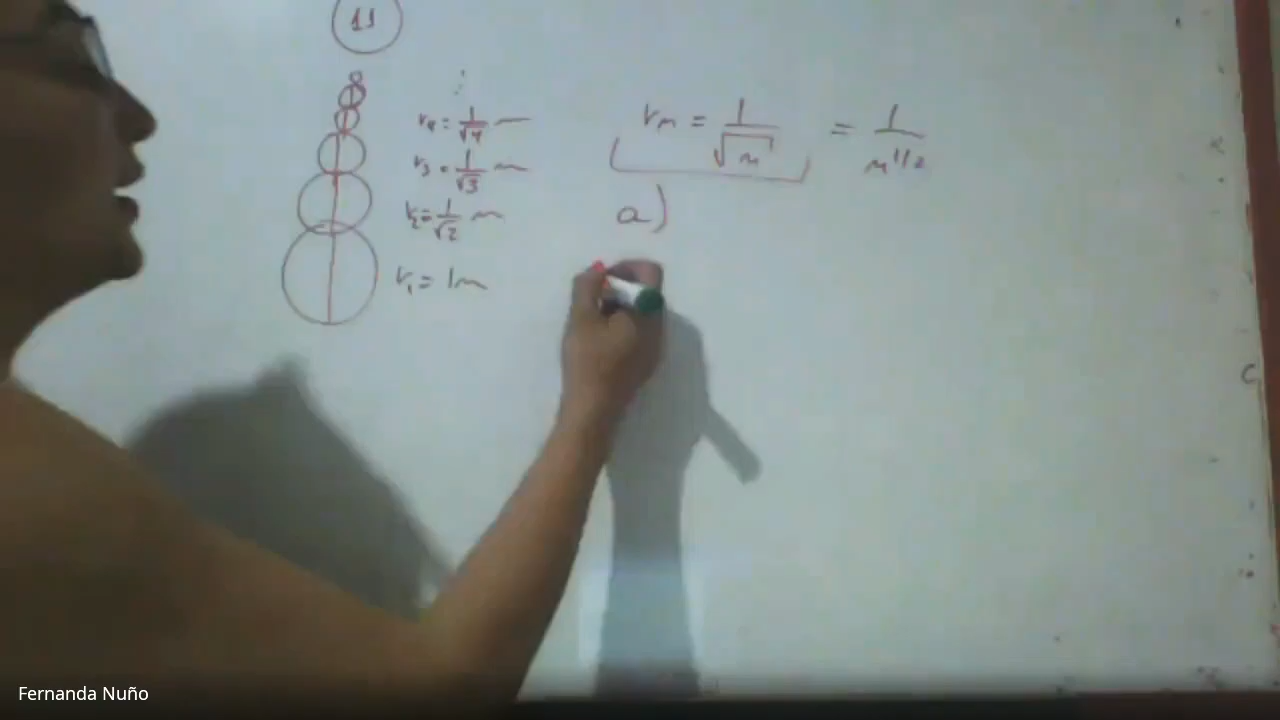 11
r₄ = 1/√4 m
r₃ = 1/√3 m
r₂ = 1/√2 m
r₁ = 1m
rₙ = 1/√n = 1/n^1/2
a)
Fernanda Nuño